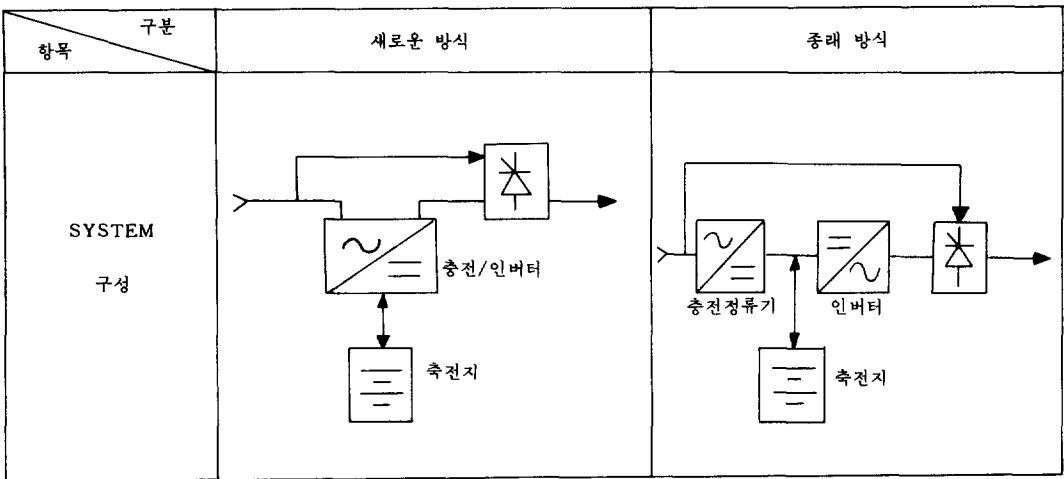 구분
항목
새로운 방식
종래 방식
SYSTEM
구성
충전/인버터
축전지
충전정류기
인버터
축전지